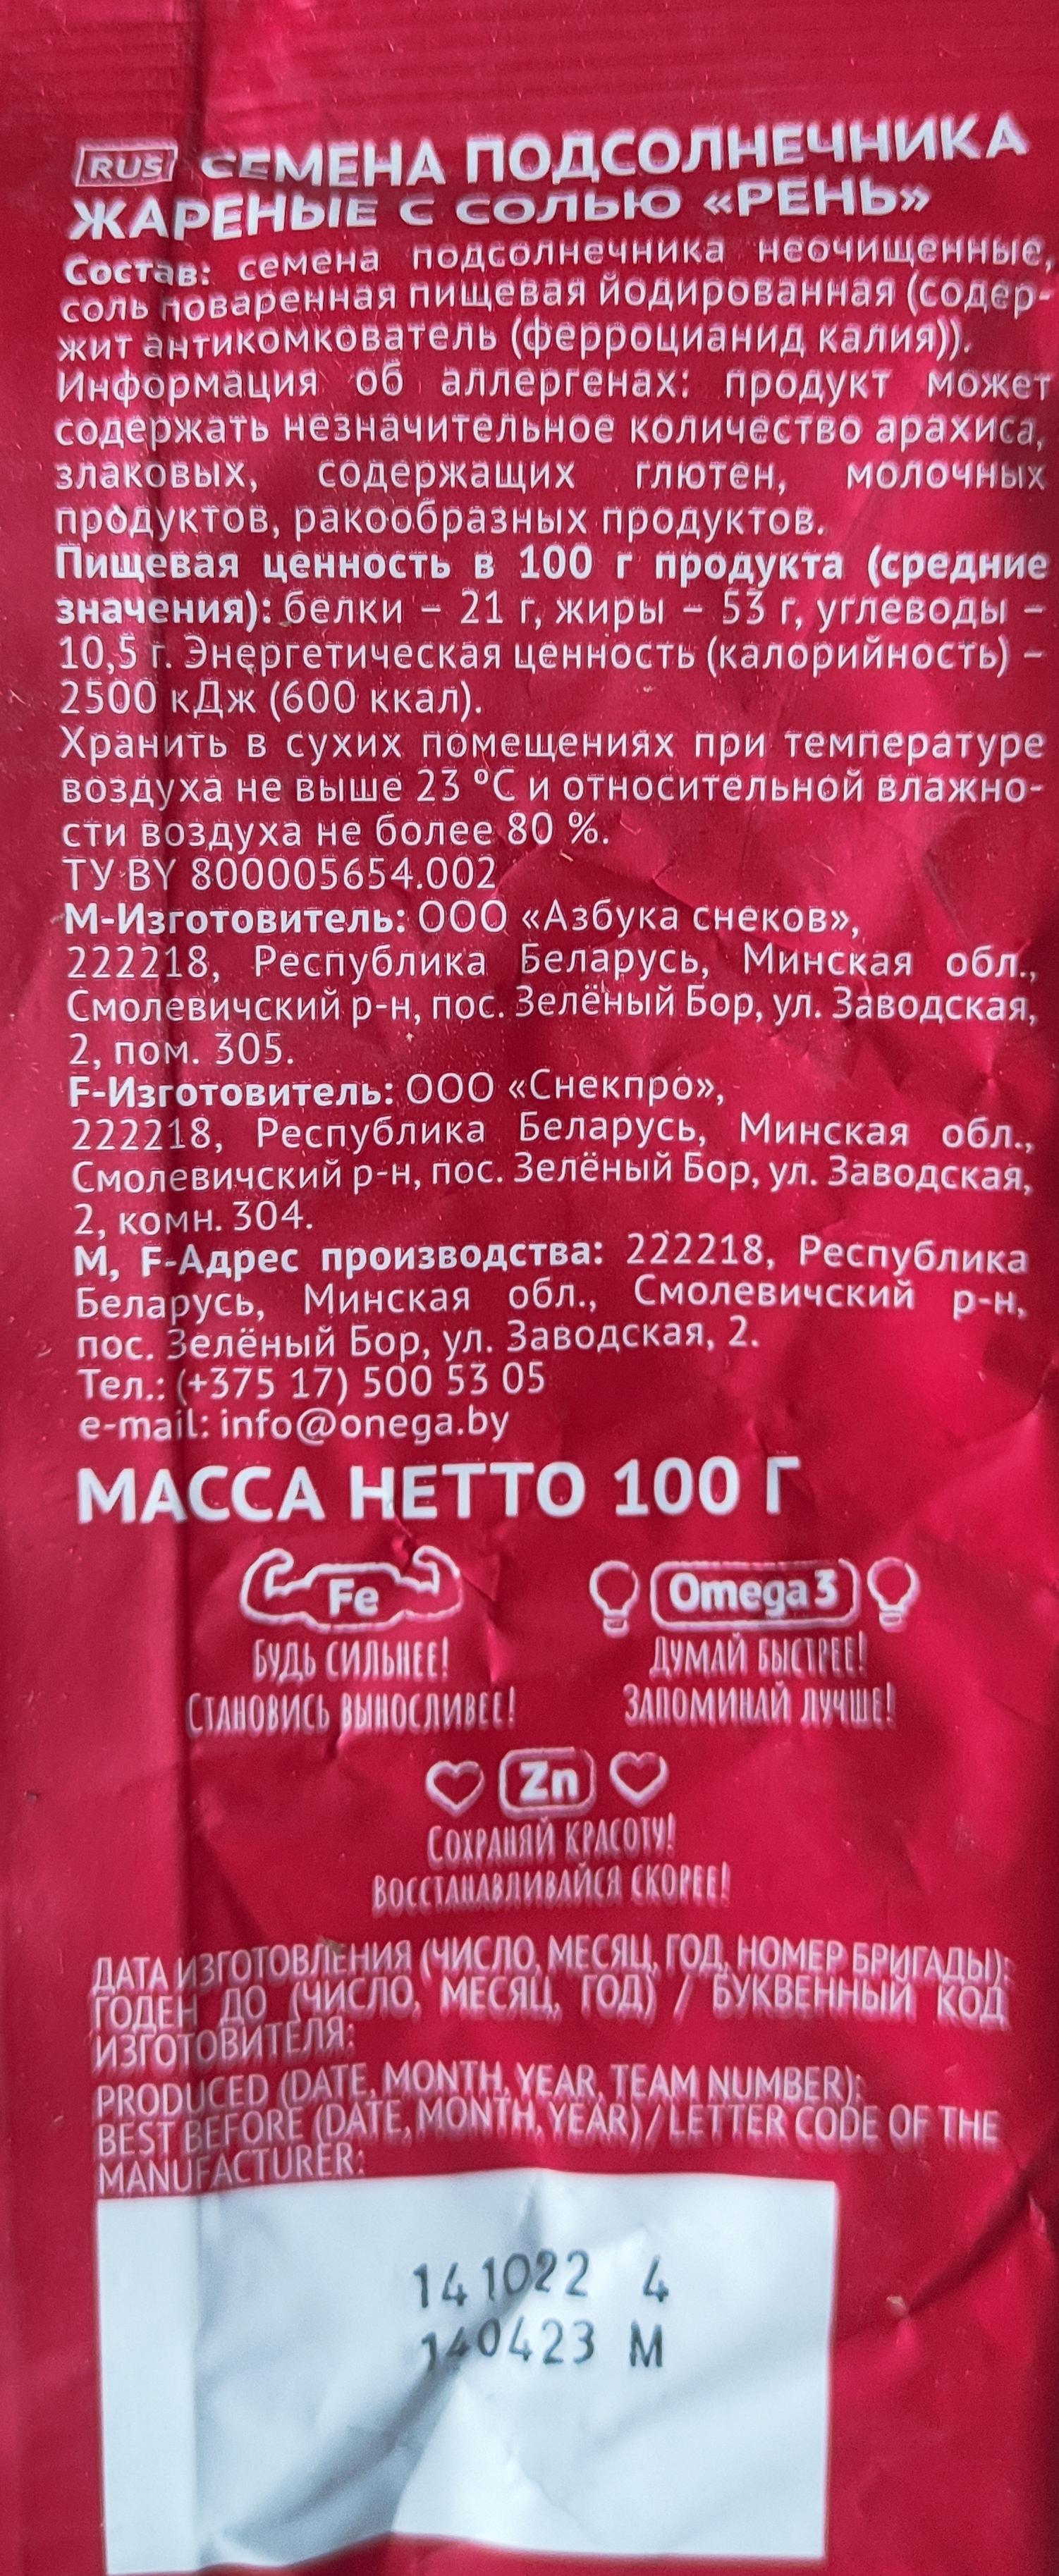 RUS СЕМЕНА ПОДСОЛНЕЧНИКА
ЖАРЕНЫЕ С СОЛЬЮ «РЕНЬ»
Состав: семена подсолнечника неочищенные,
соль поваренная пищевая йодированная (содер-
жит антикомкователь (ферроцианид калия)).
Информация об аллергенах: продукт может
содержать незначительное количество арахиса,
злаковых, содержащих глютен, молочных
продуктов, ракообразных продуктов.
Пищевая ценность в 100 г продукта (средние
значения): белки – 21 г, жиры – 53 г, углеводы –
10,5 г. Энергетическая ценность (калорийность) –
2500 кДж (600 ккал).
Хранить в сухих помещениях при температуре
воздуха не выше 23 ºС и относительной влажно-
сти воздуха не более 80 %.
ТУ BY 800005654.002
М-Изготовитель: ООО «Азбука снеков»,
222218, Республика Беларусь, Минская обл.,
Смолевичский р-н, пос. Зелёный Бор, ул. Заводская,
2, пом. 305.
F-Изготовитель: ООО «Снекпро»,
222218, Республика Беларусь, Минская обл.,
Смолевичский р-н, пос. Зелёный Бор, ул. Заводская,
2, комн. 304.
M, F-Адрес производства: 222218, Республика
Беларусь, Минская обл., Смолевичский р-н,
пос. Зелёный Бор, ул. Заводская, 2.
Тел.: (+375 17) 500 53 05
e-mail: info@onega.by
МАССА НЕТТО 100 Г
Fe
БУДЬ СИЛЬНЕЕ!
СТАНОВИСЬ ВЫНОСЛИВЕЕ!
Omega 3
ДУМАЙ БЫСТРЕЕ!
ЗАПОМИНАЙ ЛУЧШЕ!
Zn
СОХРАНЯЙ КРАСОТУ!
ВОССТАНАВЛИВАЙСЯ СКОРЕЕ!
ДАТА ИЗГОТОВЛЕНИЯ (ЧИСЛО, МЕСЯЦ, ГОД, НОМЕР БРИГАДЫ):
ГОДЕН ДО (ЧИСЛО, МЕСЯЦ, ГОД) / БУКВЕННЫЙ КОД
ИЗГОТОВИТЕЛЯ:
PRODUCED (DATE, MONTH, YEAR, TEAM NUMBER):
BEST BEFORE (DATE, MONTH, YEAR) / LETTER CODE OF THE
MANUFACTURER:
141022 4
140423 M